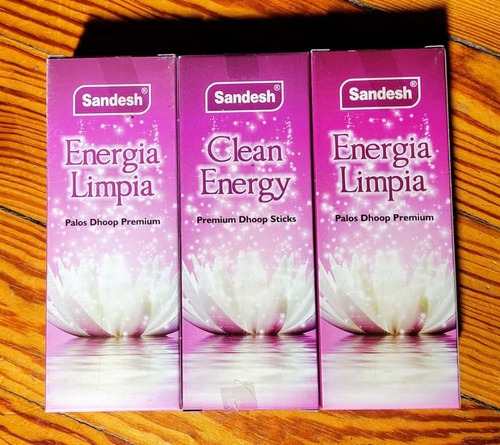 Sandesh®
Energia
Limpia
Palos Dhoop Premium
Sandesh®
Clean
Energy
Premium Dhoop Sticks
Sandesh®
Energia
Limpia
Palos Dhoop Premium